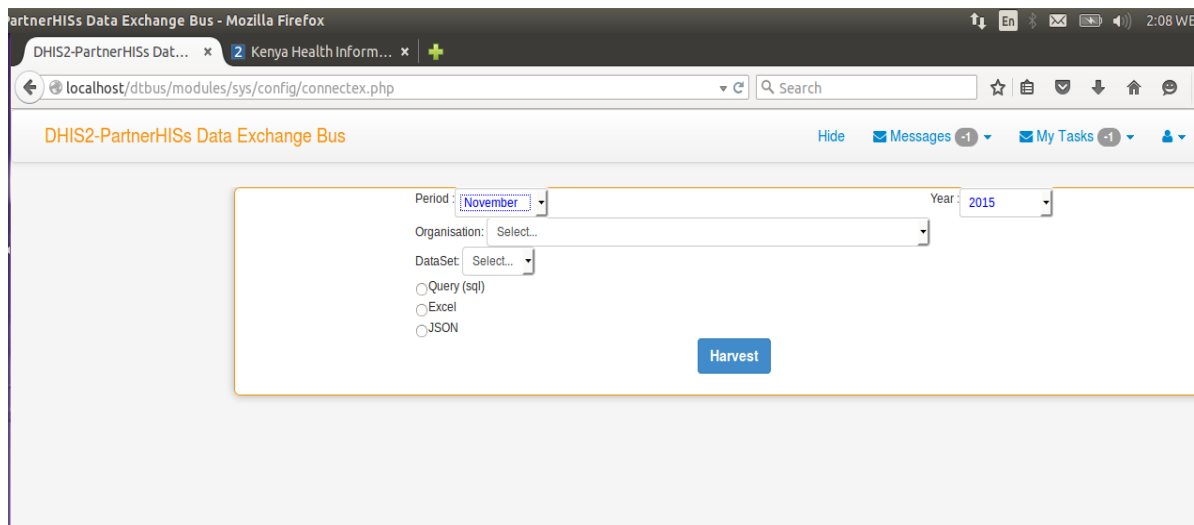 artnerHISs Data Exchange Bus - Mozilla Firefox En 2:08 WE
DHIS2-PartnerHISs Dat... × 2 Kenya Health Inform... ×
localhost/dtbus/modules/sys/config/connectex.php Search
DHIS2-PartnerHISs Data Exchange Bus Hide Messages -1 My Tasks -1
Period : November Year : 2015
Organisation: Select...
DataSet: Select...
Query (sql)
Excel
JSON
Harvest